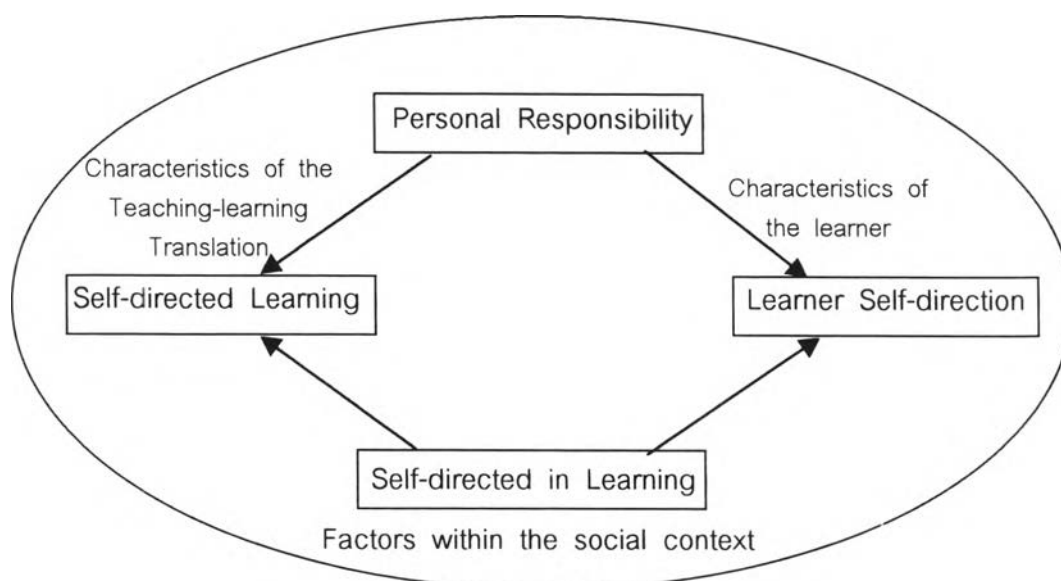 Personal Responsibility
Characteristics of the
Teaching-learning
Translation
Characteristics of
the learner
Self-directed Learning
Learner Self-direction
Self-directed in Learning
Factors within the social context